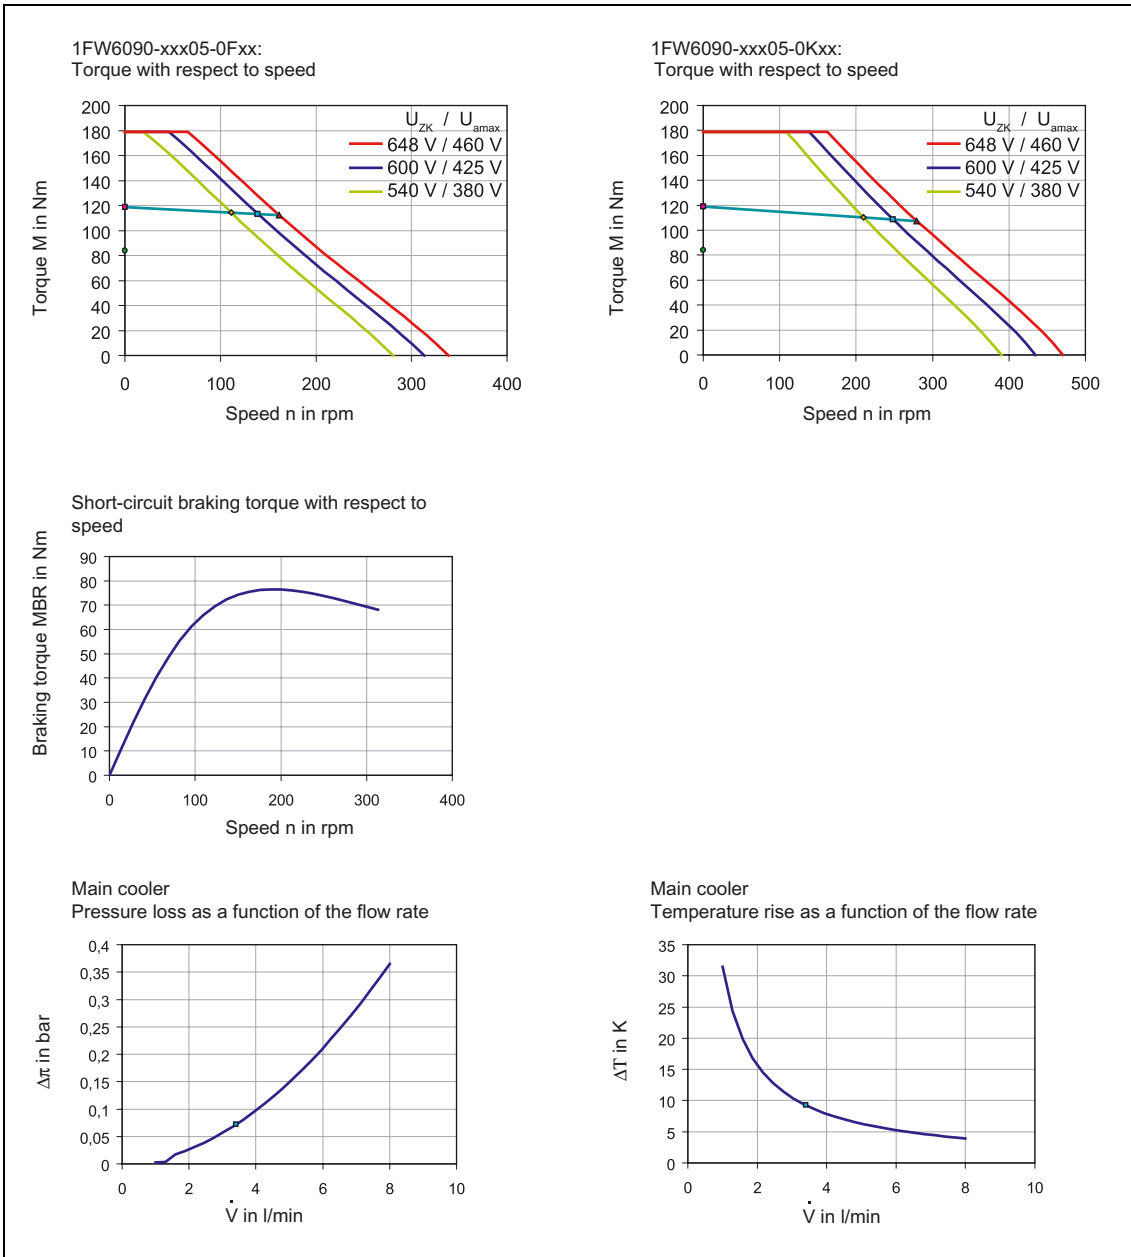 1FW6090-xxx05-0Fxx:
Torque with respect to speed
Torque M in Nm
200
180
160
140
120
100
80
60
40
20
0
U_ZK / U_amax
648 V / 460 V
600 V / 425 V
540 V / 380 V
0 100 200 300 400
Speed n in rpm
1FW6090-xxx05-0Kxx:
Torque with respect to speed
Torque M in Nm
200
180
160
140
120
100
80
60
40
20
0
U_ZK / U_amax
648 V / 460 V
600 V / 425 V
540 V / 380 V
0 100 200 300 400 500
Speed n in rpm
Short-circuit braking torque with respect to
speed
Braking torque MBR in Nm
90
80
70
60
50
40
30
20
10
0
0 100 200 300 400
Speed n in rpm
Main cooler
Pressure loss as a function of the flow rate
Δπ in bar
0,4
0,35
0,3
0,25
0,2
0,15
0,1
0,05
0
0 2 4 6 8 10
V̇ in l/min
Main cooler
Temperature rise as a function of the flow rate
ΔT in K
35
30
25
20
15
10
5
0
0 2 4 6 8 10
V̇ in l/min